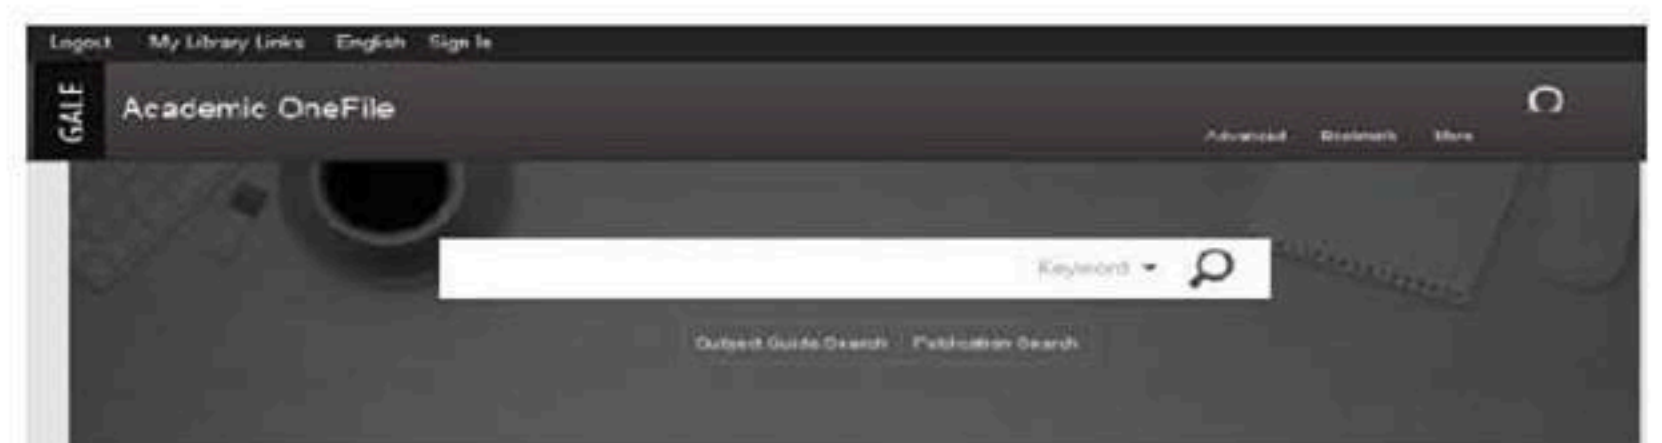 Logout My Library Links English Sign In
GALE
Academic OneFile
Advanced Bookmark More
Keyword
Subject Guide Search Publication Search